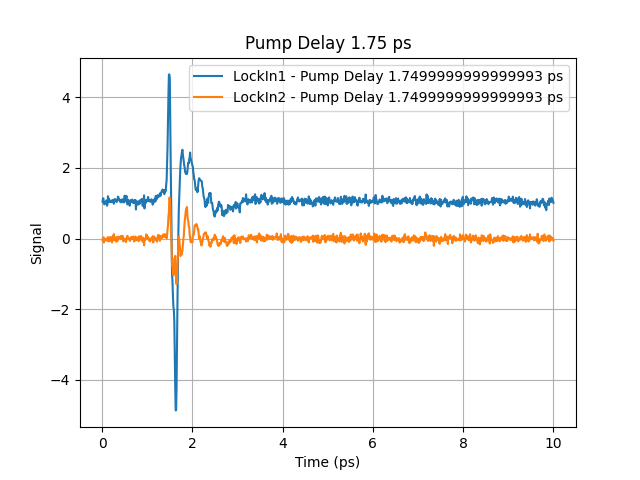 Pump Delay 1.75 ps
LockIn1 - Pump Delay 1.7499999999999993 ps
LockIn2 - Pump Delay 1.7499999999999993 ps
4
2
0
−2
−4
Signal
0 2 4 6 8 10
Time (ps)